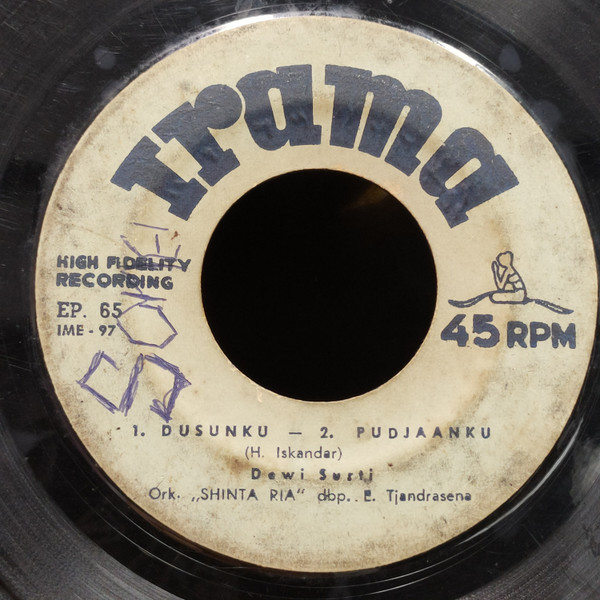 Irama
HIGH FIDELITY
RECORDING
EP. 65
IME - 97
45 RPM
1. DUSUNKU — 2. PUDJAANKU
(H. Iskandar)
Dewi Surti
Ork. „SHINTA RIA“ dbp. E. Tjandrasena